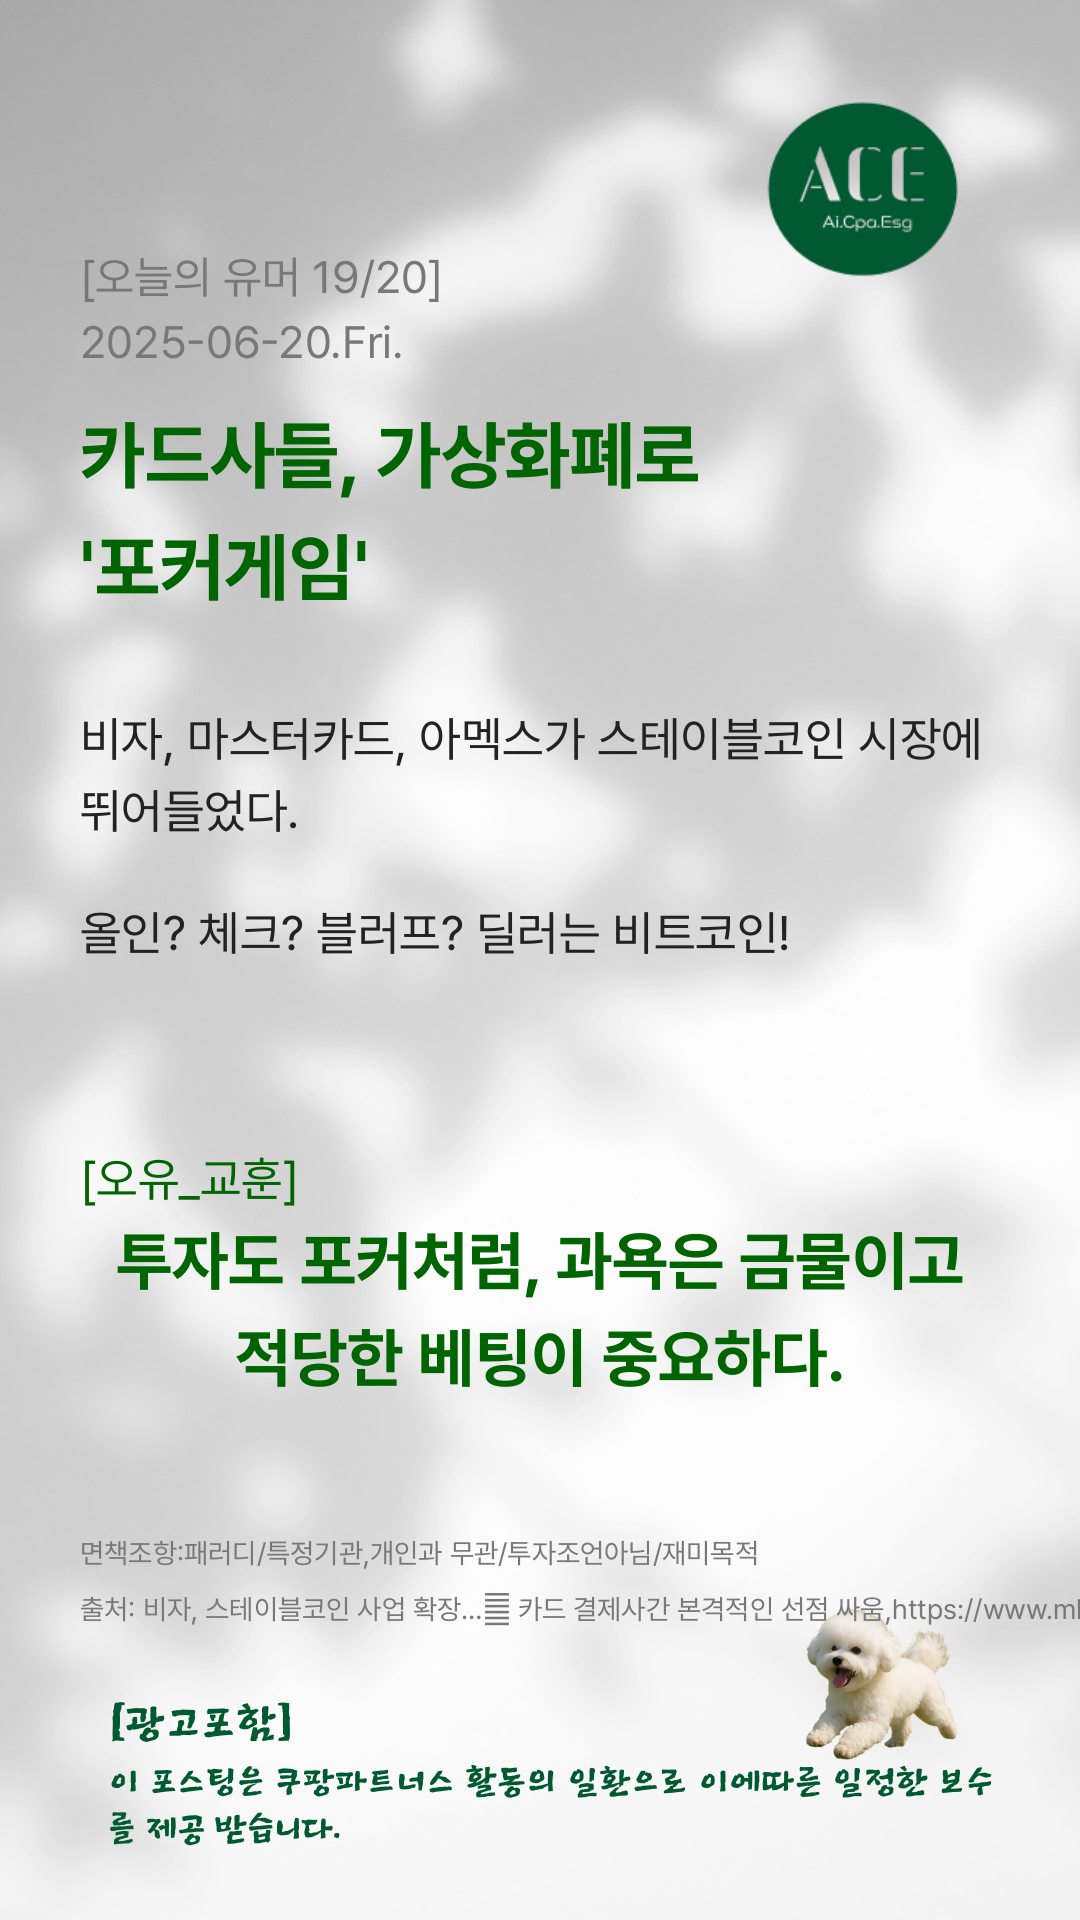 ACE
Ai.Cpa.Esg
[오늘의 유머 19/20]
2025-06-20.Fri.
카드사들, 가상화폐로
'포커게임'
비자, 마스터카드, 아멕스가 스테이블코인 시장에
뛰어들었다.
올인? 체크? 블러프? 딜러는 비트코인!
[오유_교훈]
투자도 포커처럼, 과욕은 금물이고
적당한 베팅이 중요하다.
면책조항:패러디/특정기관,개인과 무관/투자조언아님/재미목적
출처: 비자, 스테이블코인 사업 확장…䷀ 카드 결제사간 본격적인 선점 싸움,https://www.ml
[광고포함]
이 포스팅은 쿠팡파트너스 활동의 일환으로 이에따른 일정한 보수
를 제공 받습니다.